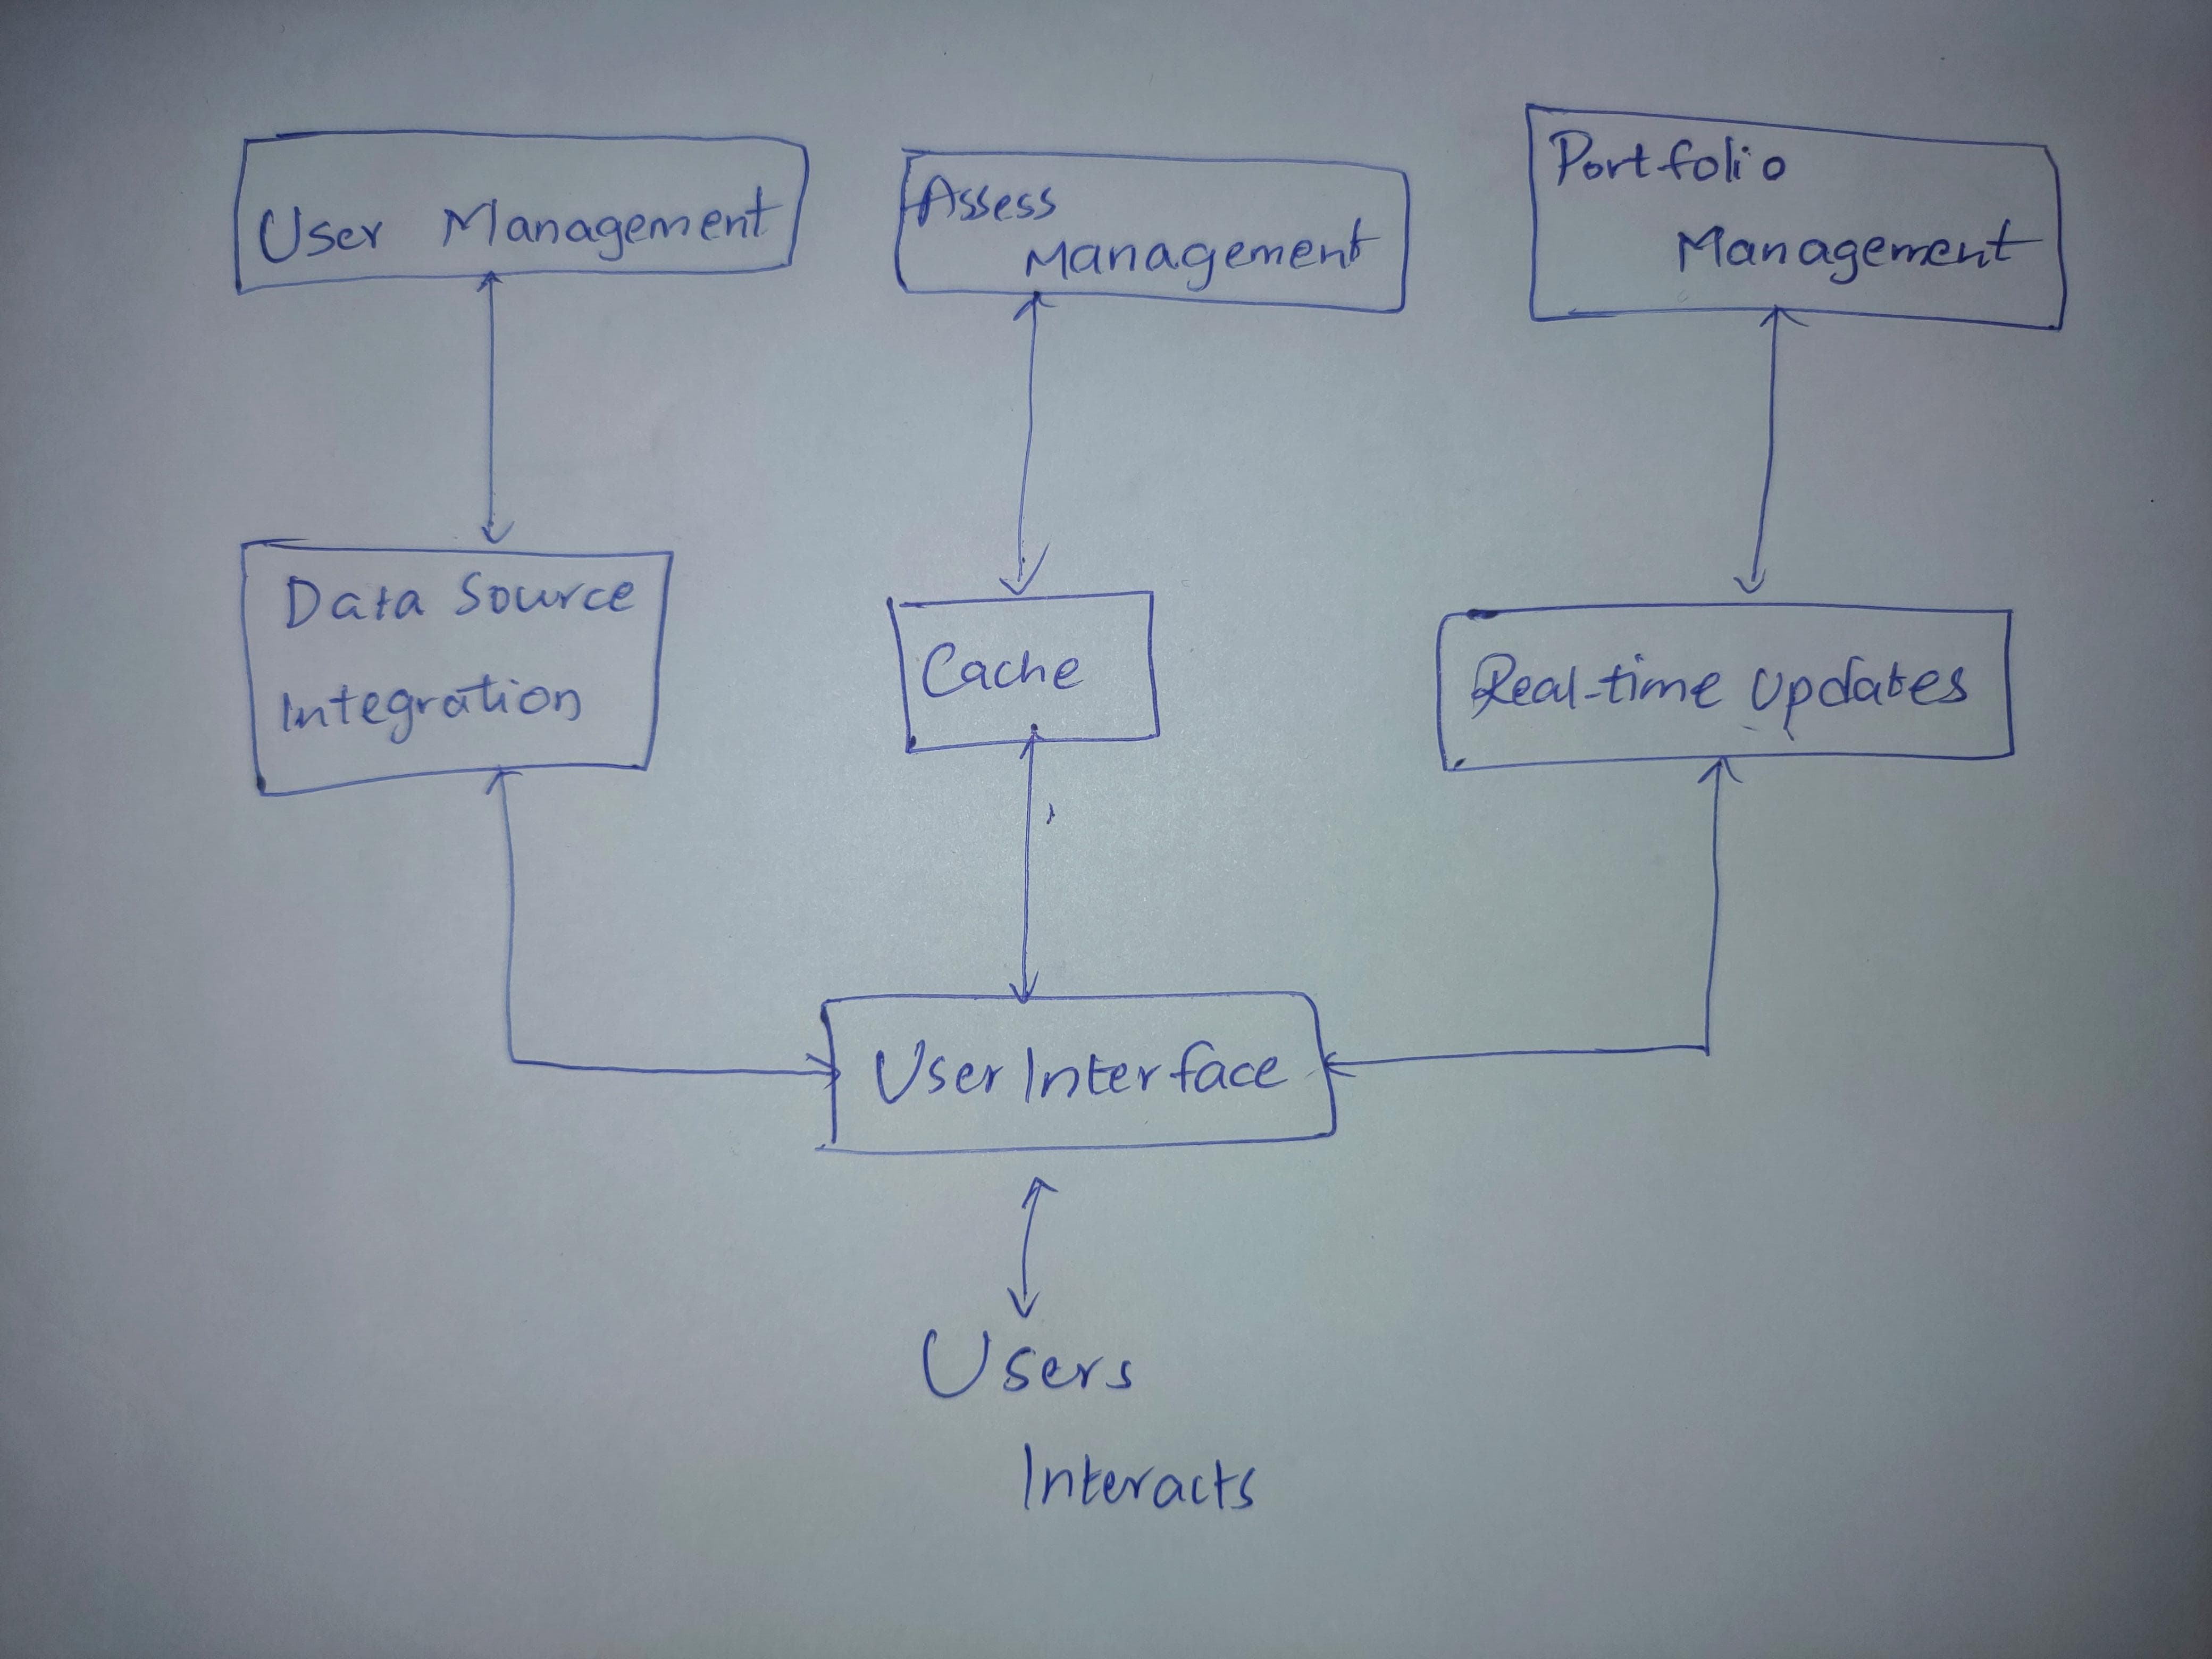 User Management
Assess
Management
Portfolio
Management
Data Source
Integration
Cache
Real-time Updates
User Interface
Users
Interacts